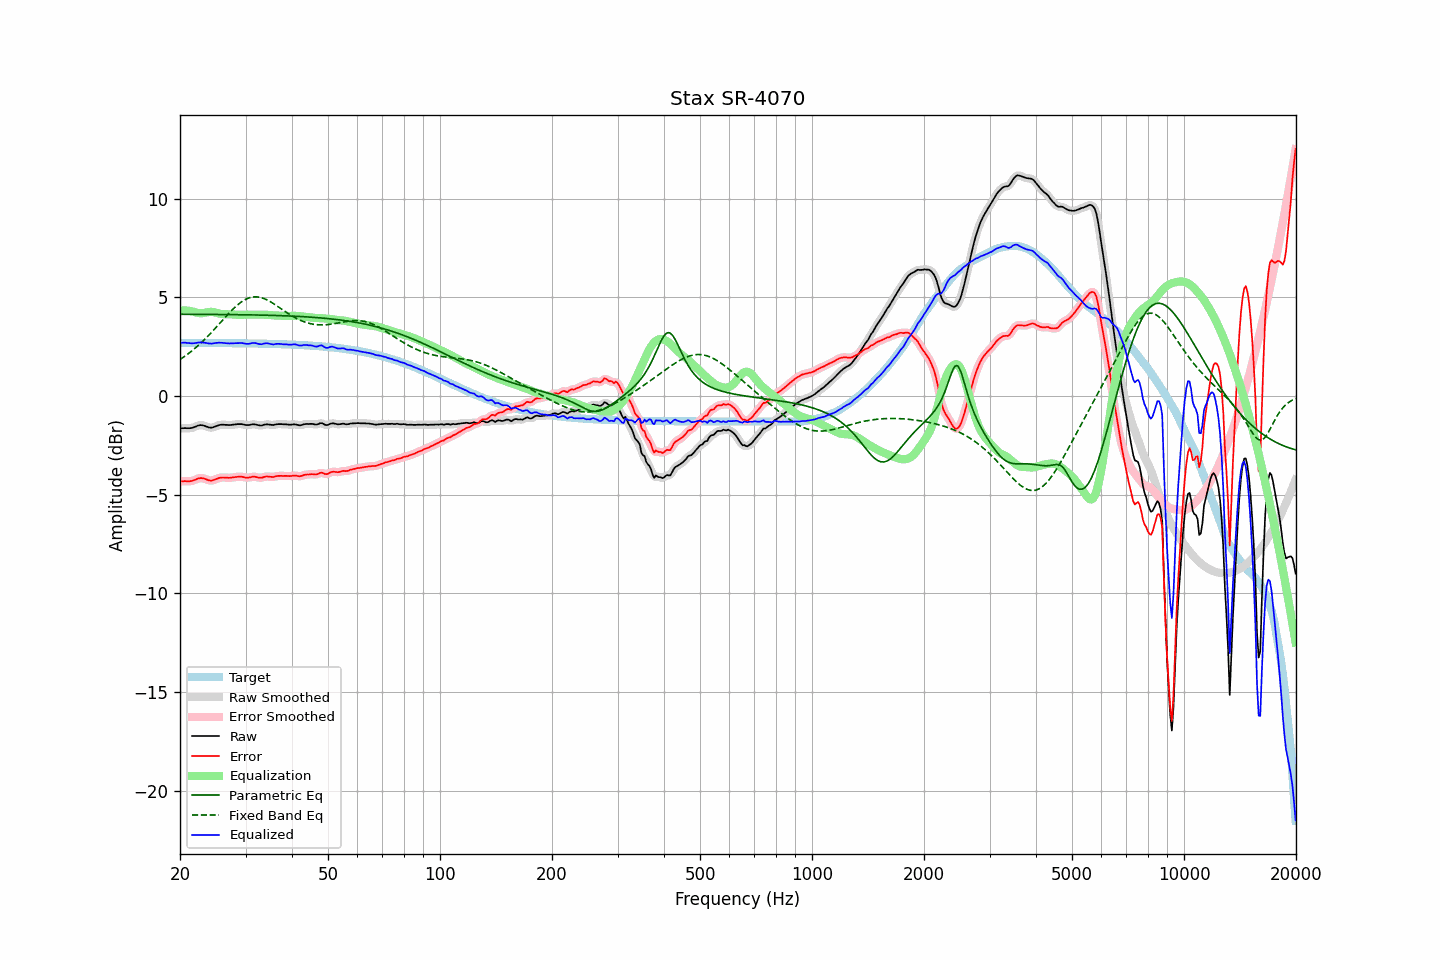 Stax SR-4070
Amplitude (dBr)
10
5
0
−5
−10
−15
−20
Target
Raw Smoothed
Error Smoothed
Raw
Error
Equalization
Parametric Eq
Fixed Band Eq
Equalized
20 50 100 200 500 1000 2000 5000 10000 20000
Frequency (Hz)